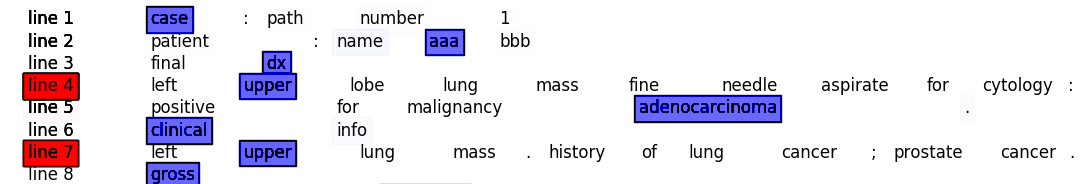 line 1 case : path number 1
line 2 patient : name aaa bbb
line 3 final dx
line 4 left upper lobe lung mass fine needle aspirate for cytology :
line 5 positive for malignancy adenocarcinoma .
line 6 clinical info
line 7 left upper lung mass . history of lung cancer ; prostate cancer .
line 8 gross